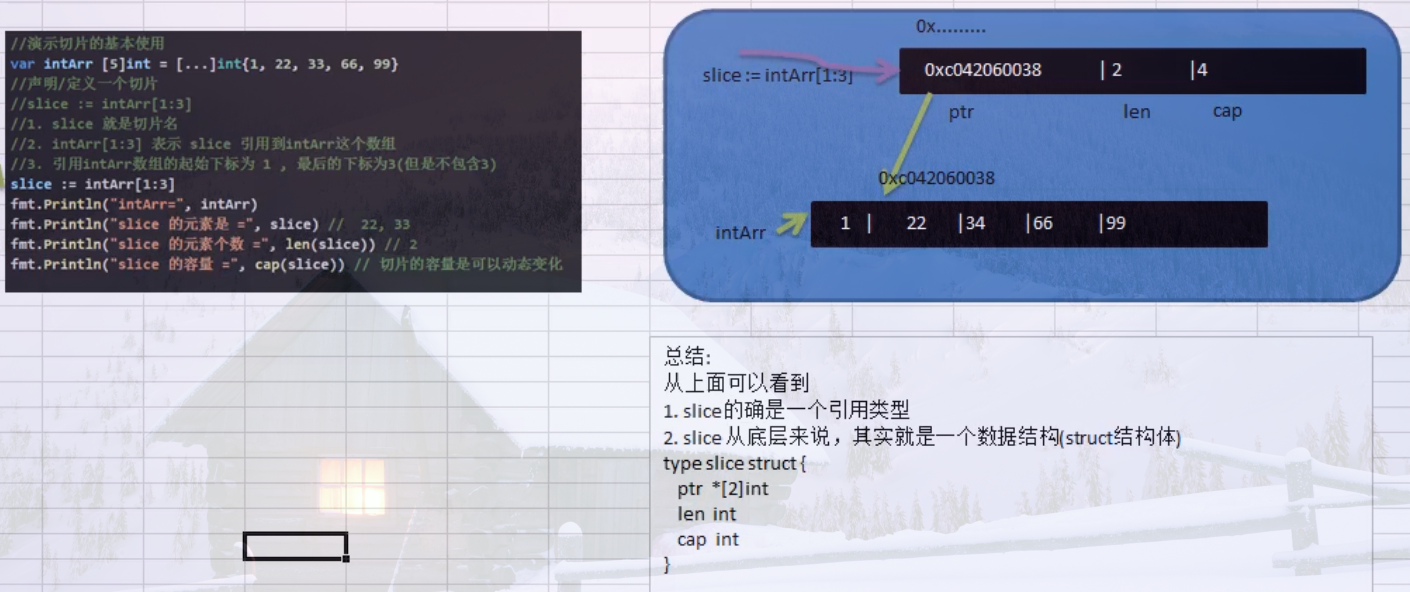 //演示切片的基本使用
var intArr [5]int = [...]int{1, 22, 33, 66, 99}
//声明/定义一个切片
//slice := intArr[1:3]
//1. slice 就是切片名
//2. intArr[1:3] 表示 slice 引用到intArr这个数组
//3. 引用intArr数组的起始下标为 1 , 最后的下标为3(但是不包含3)
slice := intArr[1:3]
fmt.Println("intArr=", intArr)
fmt.Println("slice 的元素是 =", slice) //  22, 33
fmt.Println("slice 的元素个数 =", len(slice)) // 2
fmt.Println("slice 的容量 =", cap(slice)) // 切片的容量是可以动态变化
0x.........
slice := intArr[1:3]
0xc042060038 | 2 |4
ptr len cap
0xc042060038
intArr
1 | 22 |34 |66 |99
总结:
从上面可以看到
1. slice的确是一个引用类型
2. slice 从底层来说，其实就是一个数据结构(struct结构体)
type slice struct {
ptr *[2]int
len int
cap int
}